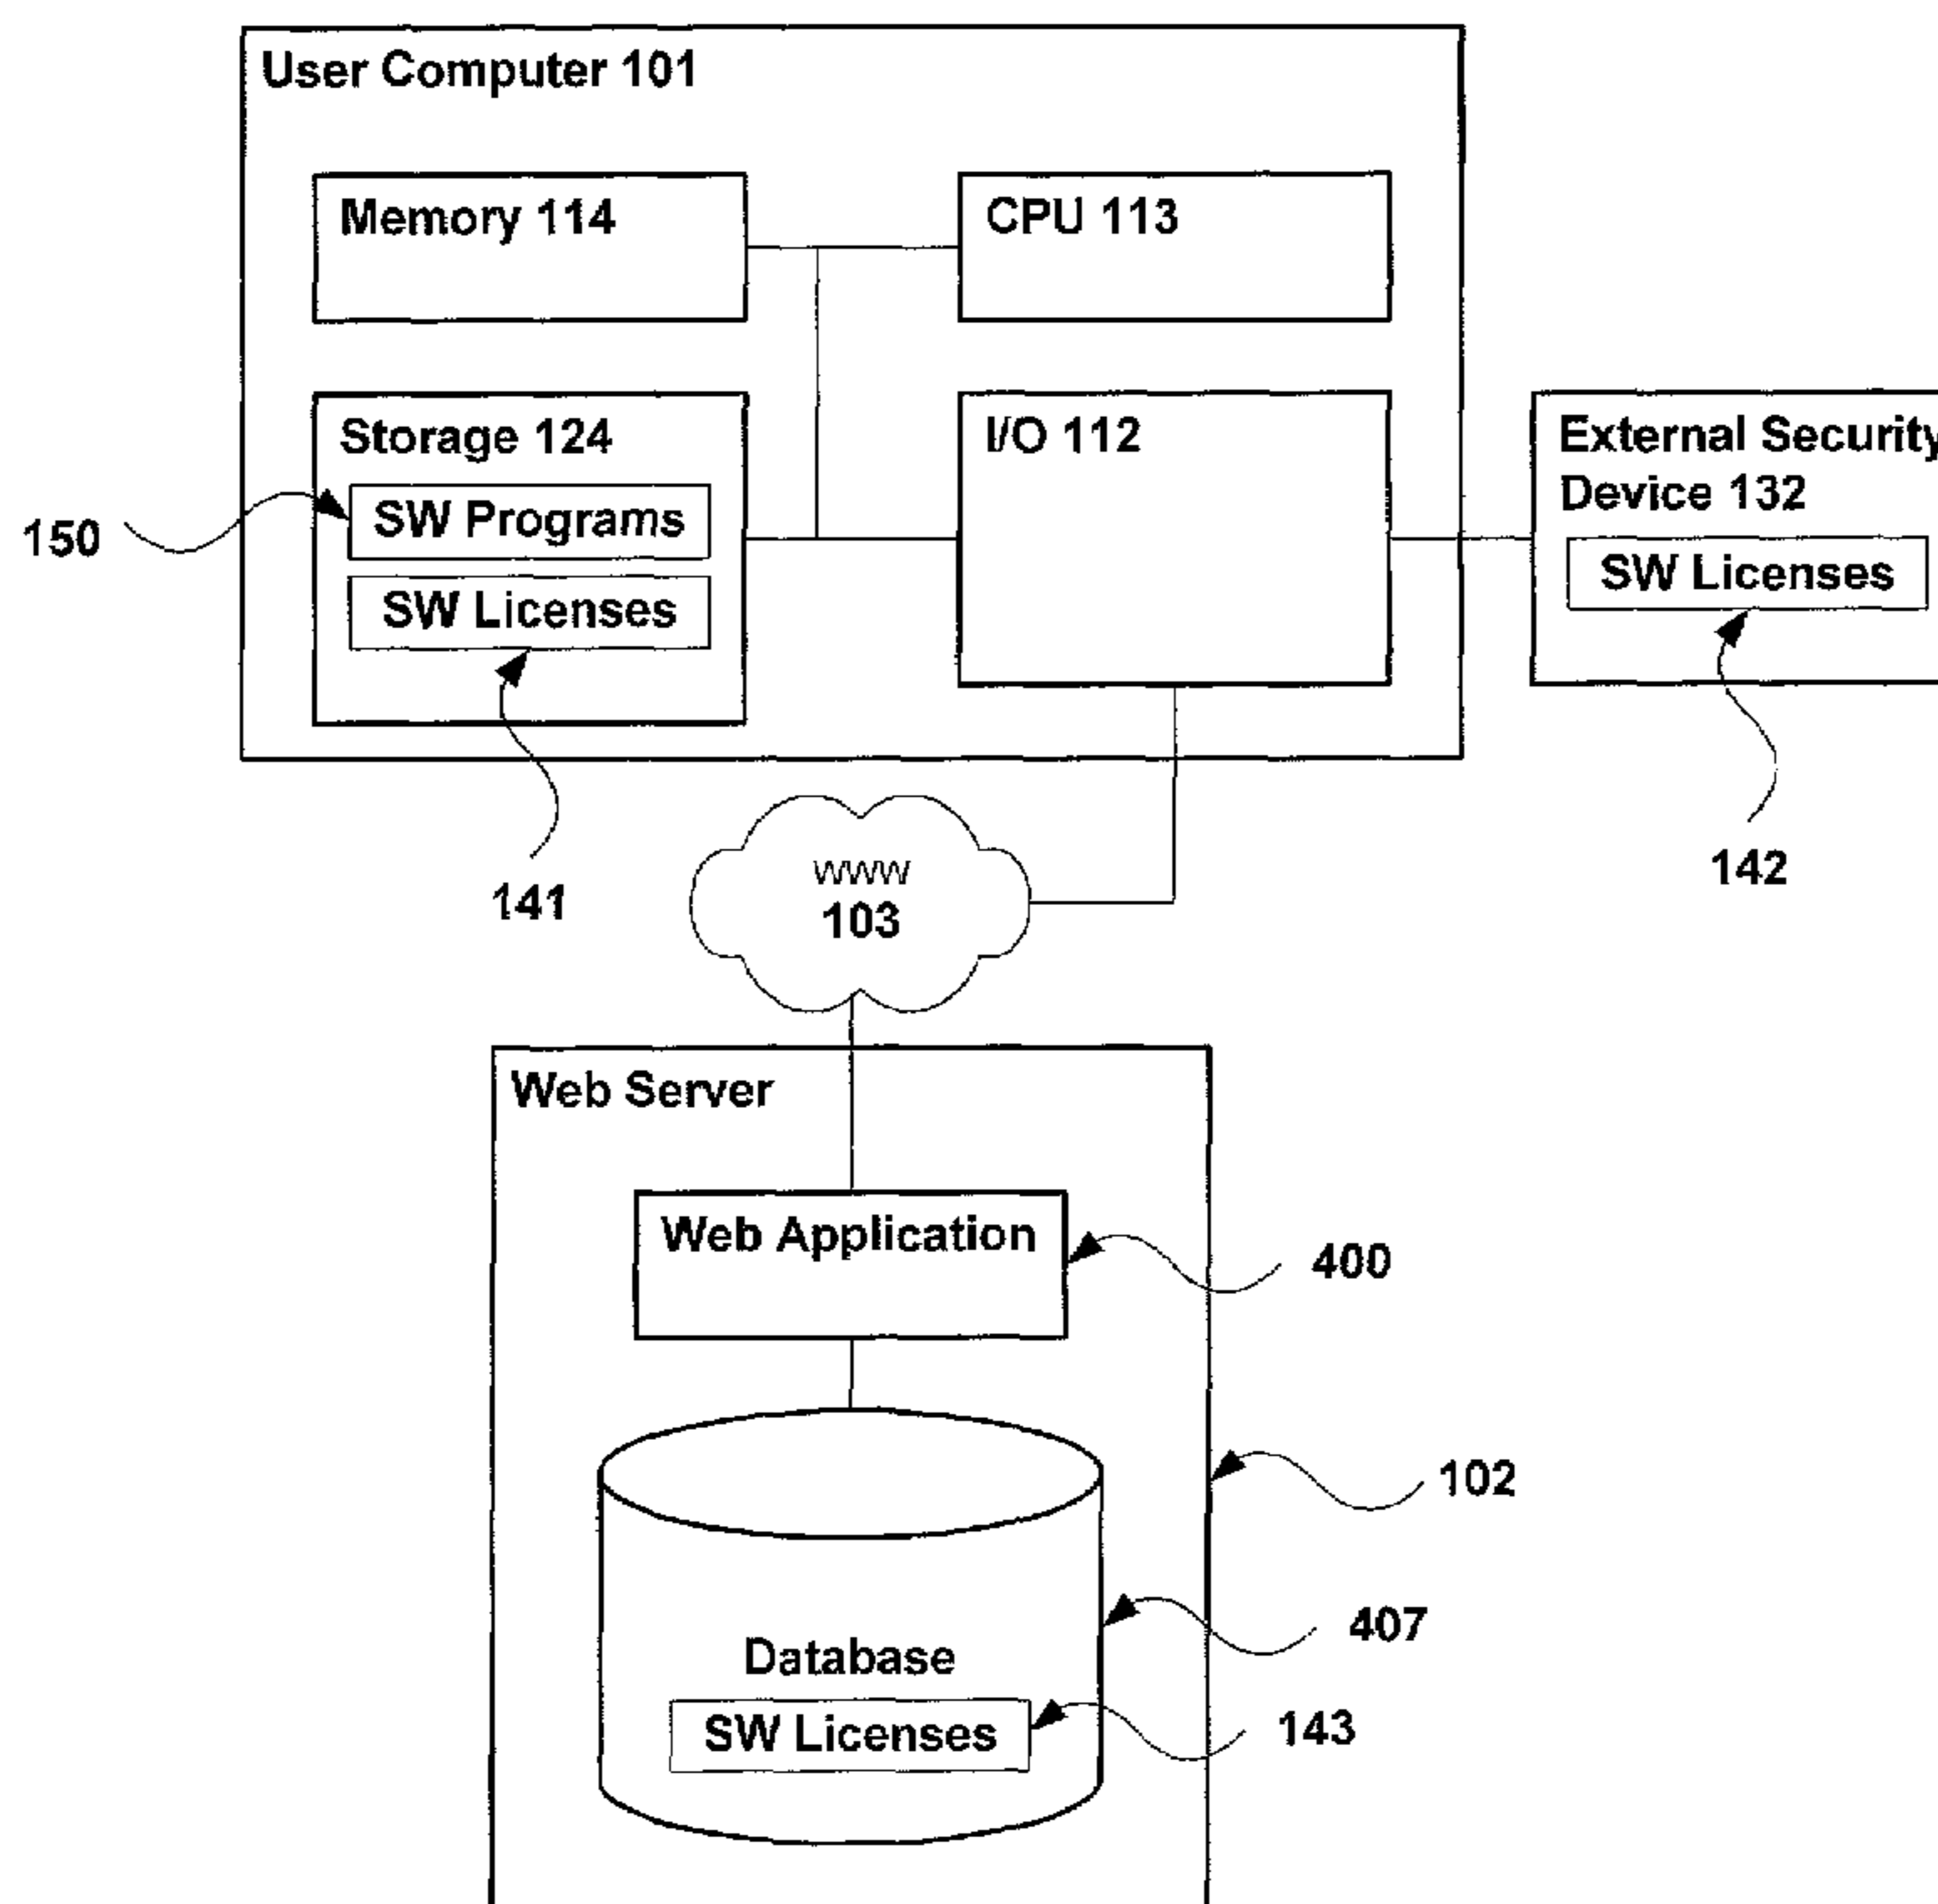 User Computer 101
Memory 114
CPU 113
Storage 124
I/O 112
External Security
Device 132
SW Programs
150
SW Licenses
SW Licenses
141
142
www
103
Web Server
Web Application
400
102
407
Database
SW Licenses
143